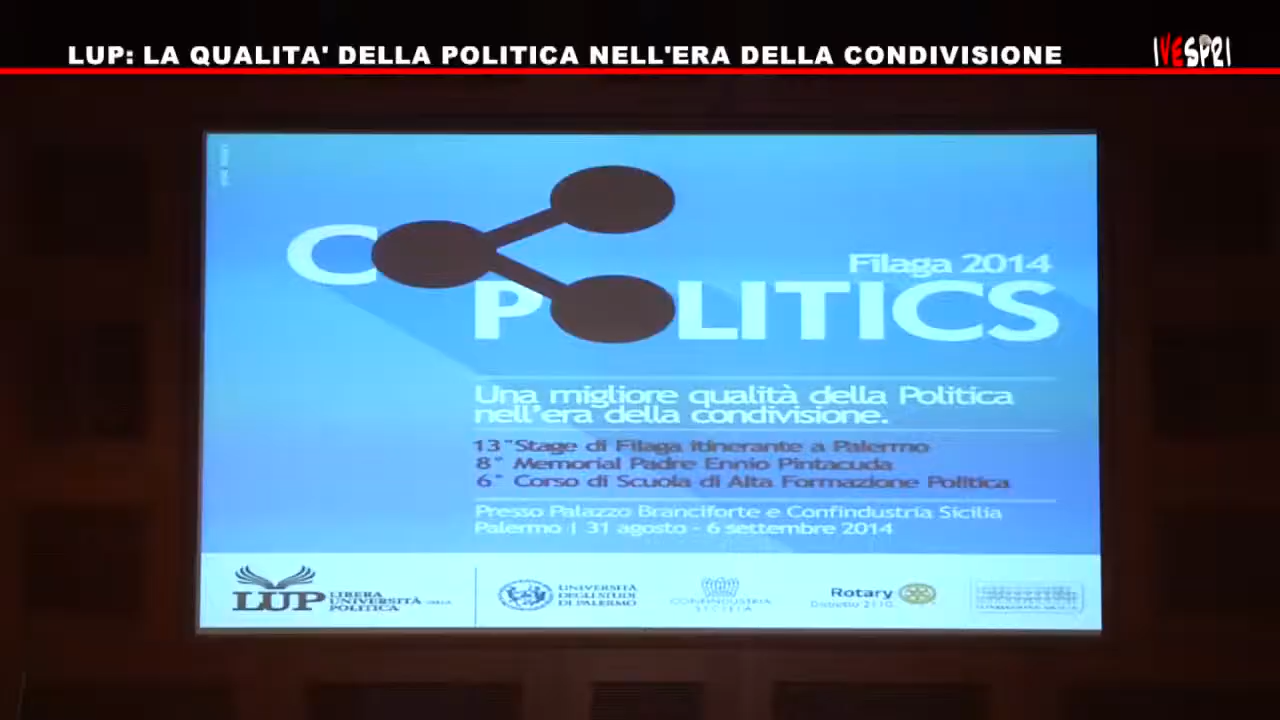 LUP: LA QUALITA' DELLA POLITICA NELL'ERA DELLA CONDIVISIONE
IVESPRI
Filaga 2014
CO POLITICS
Una migliore qualità della Politica
nell'era della condivisione.
13° Stage di Filaga itinerante a Palermo
8° Memorial Padre Ennio Pintacuda
6° Corso di Scuola di Alta Formazione Politica
Presso Palazzo Branciforte e Confindustria Sicilia
Palermo | 31 agosto - 6 settembre 2014
LUP LIBERA
UNIVERSITÀ
POLITICA
UNIVERSITÀ
DEGLI STUDI
DI PALERMO
CONFINDUSTRIA
SICILIA
Rotary
Distretto 2110